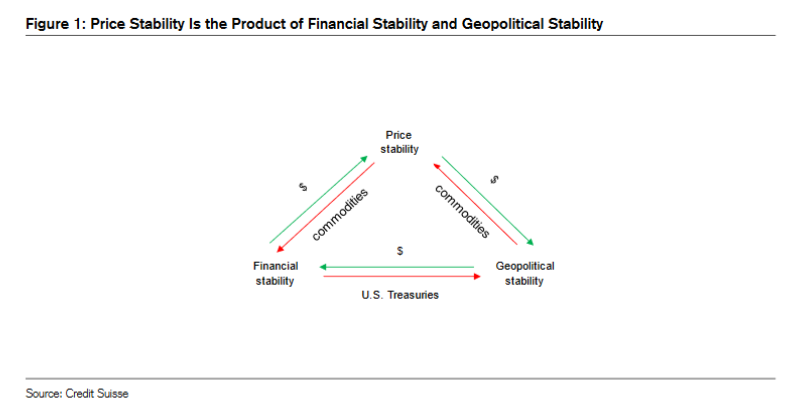 Figure 1: Price Stability Is the Product of Financial Stability and Geopolitical Stability
Price
stability
$
$
commodities
commodities
$
Financial
stability
Geopolitical
stability
U.S. Treasuries
Source: Credit Suisse